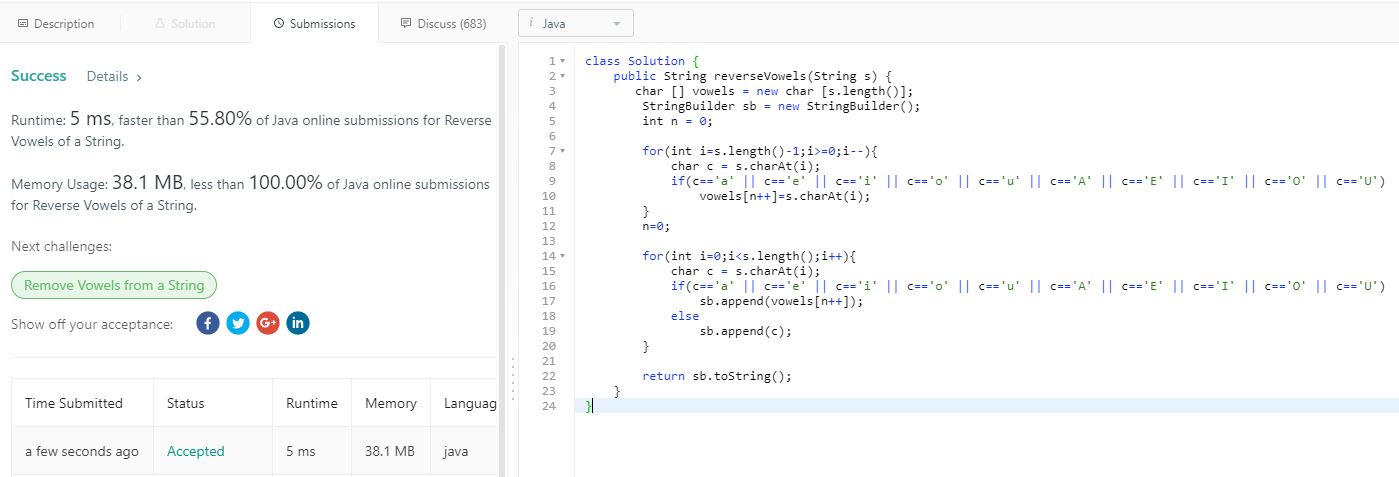 Description
Solution
Submissions
Discuss (683)
i Java
Success Details >
Runtime: 5 ms, faster than 55.80% of Java online submissions for Reverse
Vowels of a String.
Memory Usage: 38.1 MB, less than 100.00% of Java online submissions
for Reverse Vowels of a String.
Next challenges:
Remove Vowels from a String
Show off your acceptance: f G+ in
Time Submitted Status Runtime Memory Languag
a few seconds ago Accepted 5 ms 38.1 MB java
1 class Solution {
2 public String reverseVowels(String s) {
3 char [] vowels = new char [s.length()];
4 StringBuilder sb = new StringBuilder();
5 int n = 0;
6
7 for(int i=s.length()-1;i>=0;i--){
8 char c = s.charAt(i);
9 if(c=='a' || c=='e' || c=='i' || c=='o' || c=='u' || c=='A' || c=='E' || c=='I' || c=='O' || c=='U')
10 vowels[n++]=s.charAt(i);
11 }
12 n=0;
13
14 for(int i=0;i<s.length();i++){
15 char c = s.charAt(i);
16 if(c=='a' || c=='e' || c=='i' || c=='o' || c=='u' || c=='A' || c=='E' || c=='I' || c=='O' || c=='U')
17 sb.append(vowels[n++]);
18 else
19 sb.append(c);
20 }
21
22 return sb.toString();
23 }
24 }